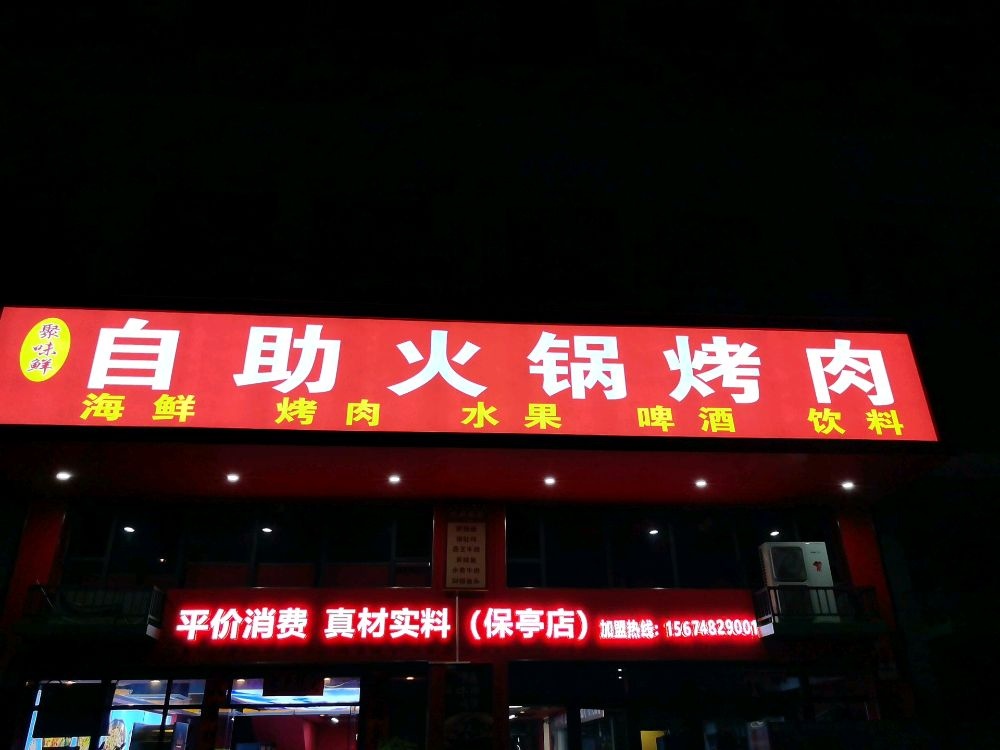 聚味鲜
自助火锅烤肉
海鲜 烤肉 水果 啤酒 饮料
平价消费 真材实料（保亭店）加盟热线：15674829001